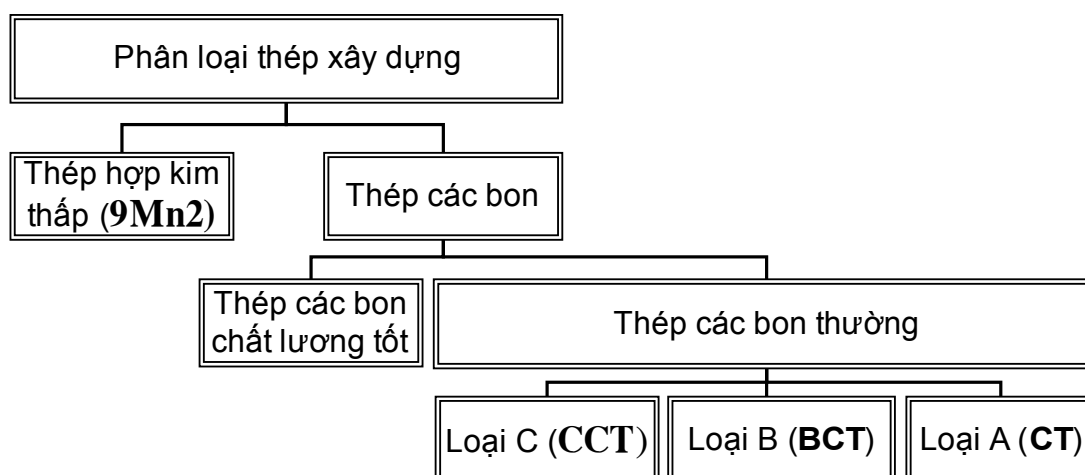 Phân loại thép xây dựng
Thép hợp kim
thấp (9Mn2)
Thép các bon
Thép các bon
chất lương tốt
Thép các bon thường
Loại C (CCT)
Loại B (BCT)
Loại A (CT)